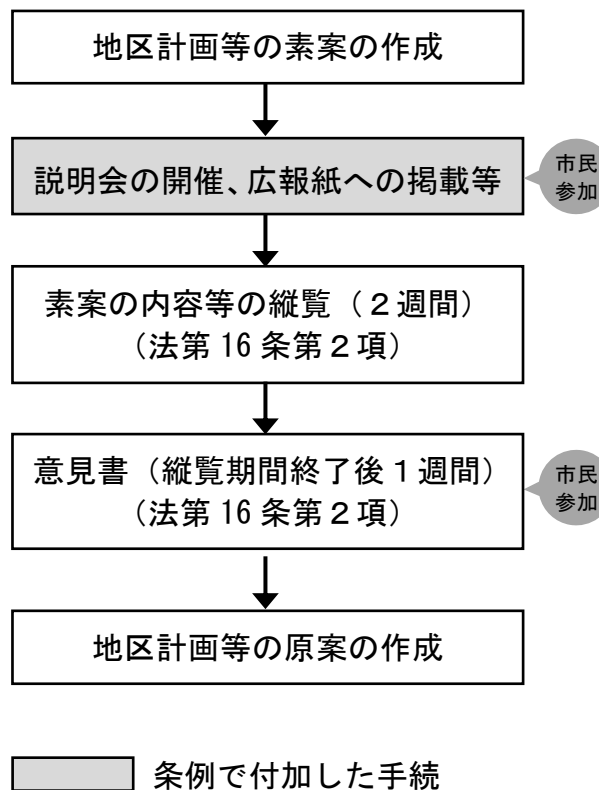 地区計画等の素案の作成
説明会の開催、広報紙への掲載等
市民
参加
素案の内容等の縦覧（２週間）
（法第 16 条第２項）
意見書（縦覧期間終了後１週間）
（法第 16 条第２項）
市民
参加
地区計画等の原案の作成
条例で付加した手続